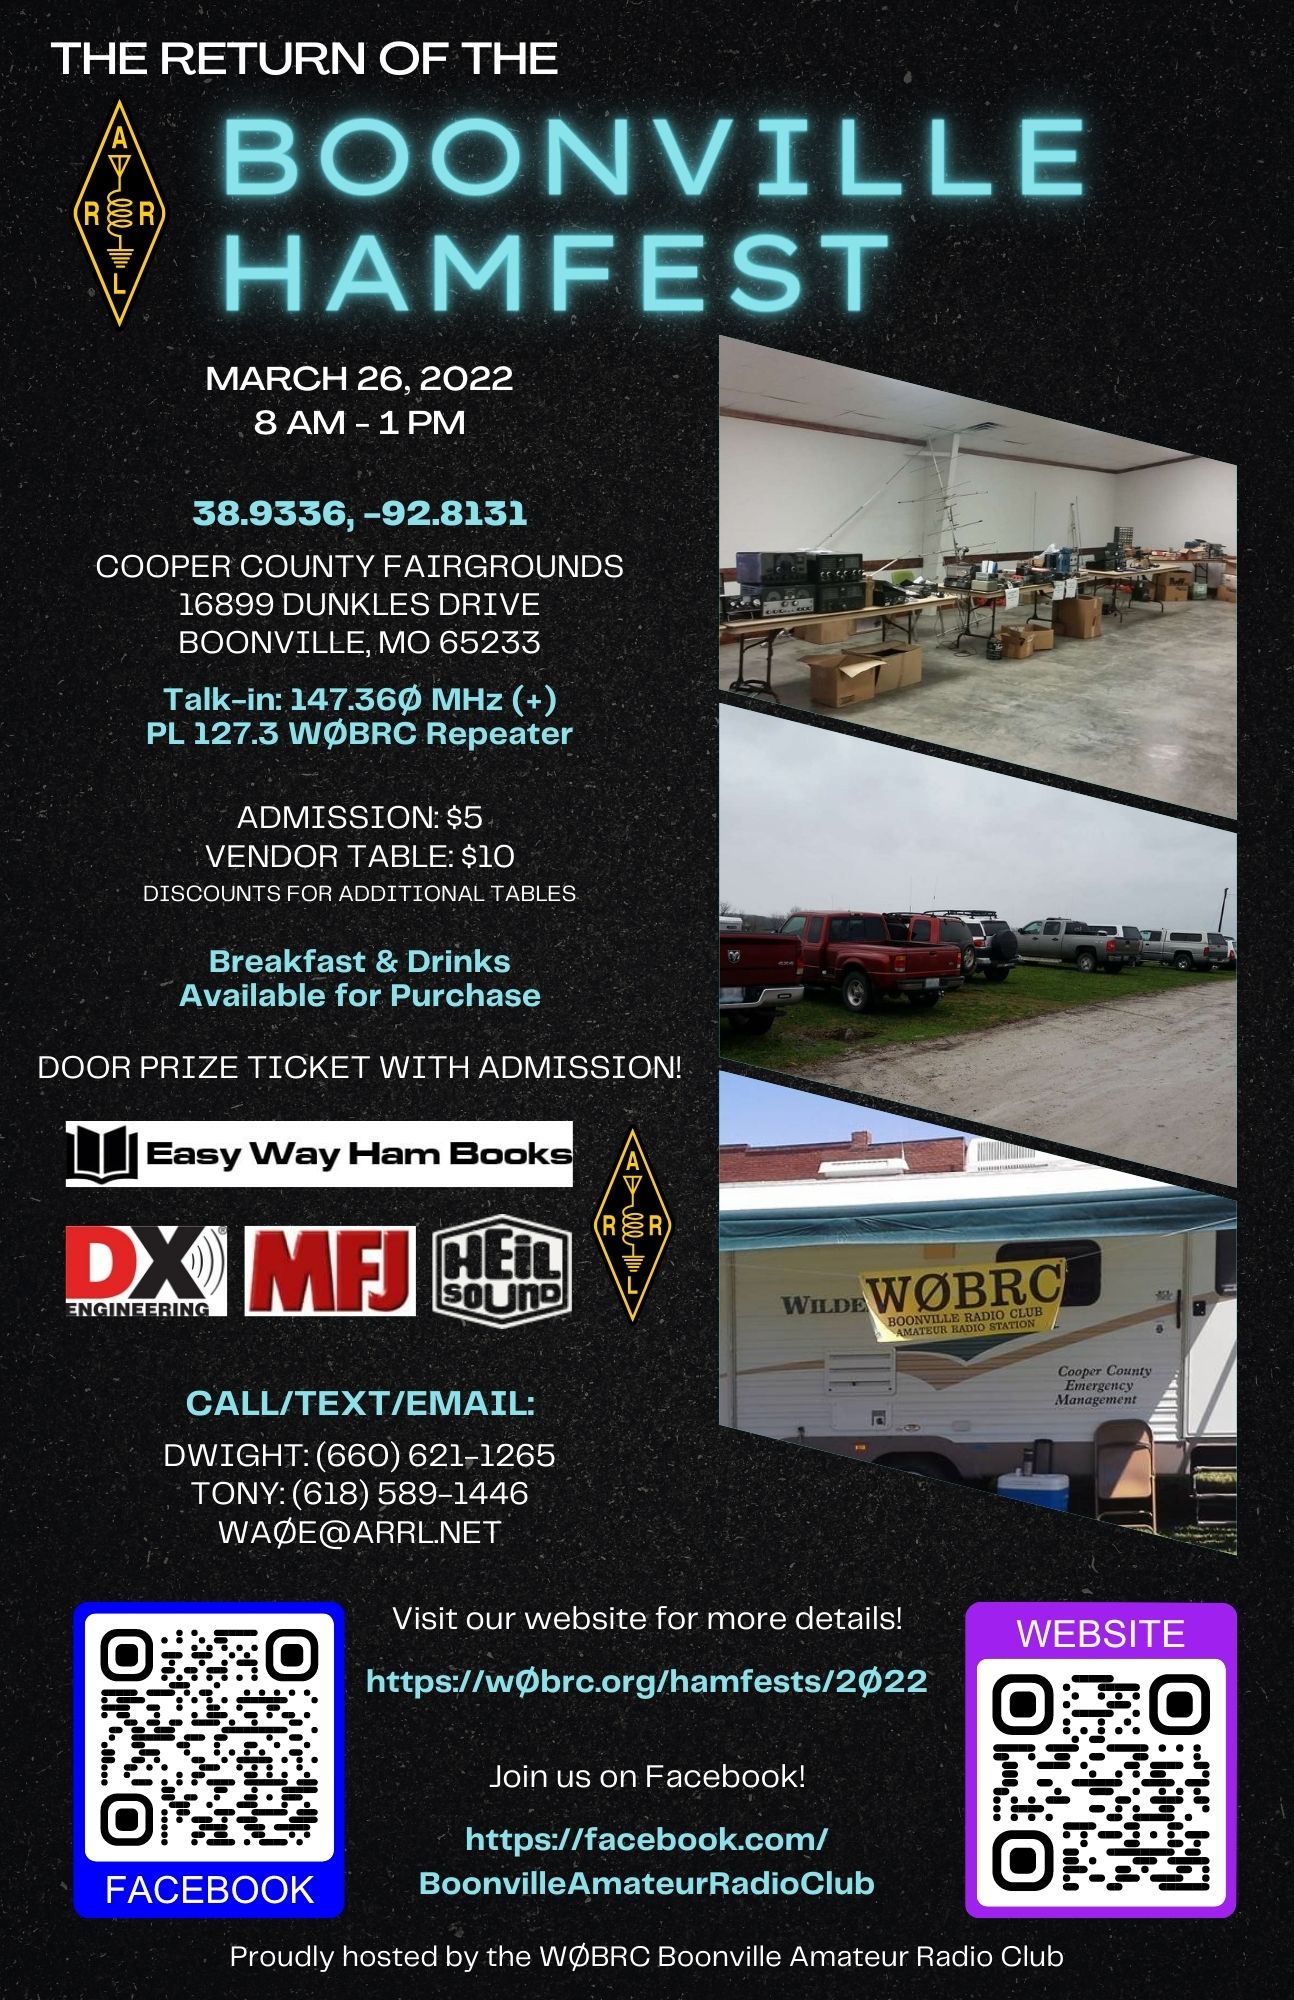 THE RETURN OF THE
A
R R
L
BOONVILLE
HAMFEST
MARCH 26, 2022
8 AM - 1 PM
38.9336, -92.8131
COOPER COUNTY FAIRGROUNDS
16899 DUNKLES DRIVE
BOONVILLE, MO 65233
Talk-in: 147.36Ø MHz (+)
PL 127.3 WØBRC Repeater
ADMISSION: $5
VENDOR TABLE: $10
DISCOUNTS FOR ADDITIONAL TABLES
Breakfast & Drinks
Available for Purchase
DOOR PRIZE TICKET WITH ADMISSION!
Easy Way Ham Books
DX®
ENGINEERING
MFJ
HEiL
SOUND
A
R R
L
WILDE
WØBRC
BOONVILLE RADIO CLUB
AMATEUR RADIO STATION
Cooper County
Emergency
Management
CALL/TEXT/EMAIL:
DWIGHT: (660) 621-1265
TONY: (618) 589-1446
WAØE@ARRL.NET
FACEBOOK
Visit our website for more details!
https://wØbrc.org/hamfests/2Ø22
Join us on Facebook!
https://facebook.com/
BoonvilleAmateurRadioClub
WEBSITE
Proudly hosted by the WØBRC Boonville Amateur Radio Club